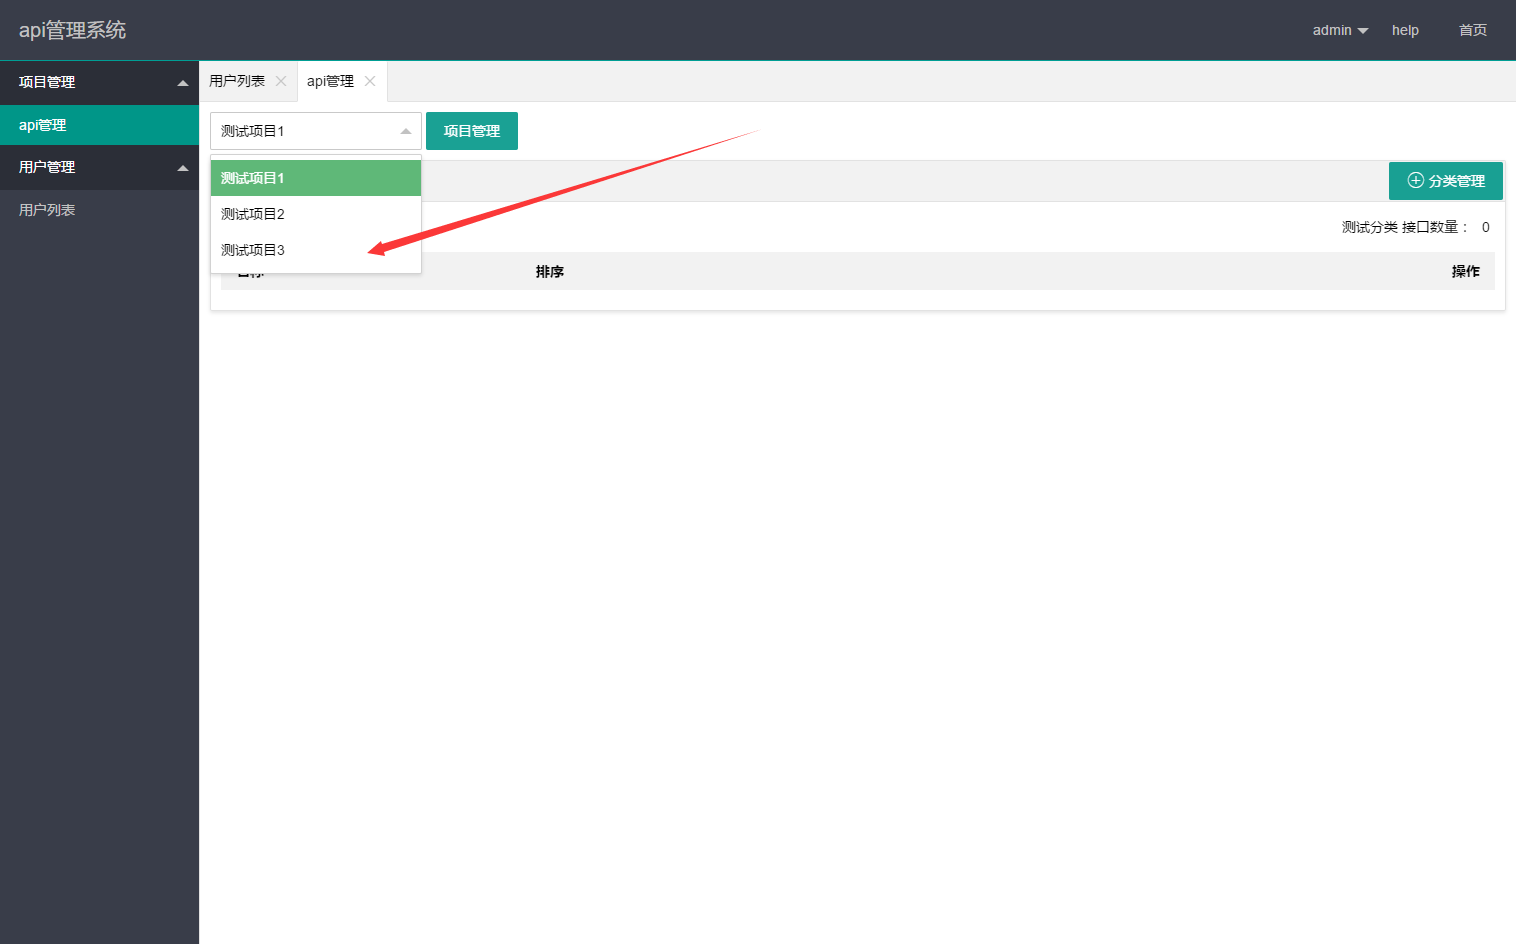 api管理系统
admin
help
首页
项目管理
api管理
用户管理
用户列表
用户列表
api管理
测试项目1
项目管理
测试项目1
测试项目2
测试项目3
分类管理
测试分类 接口数量： 0
名称
排序
操作